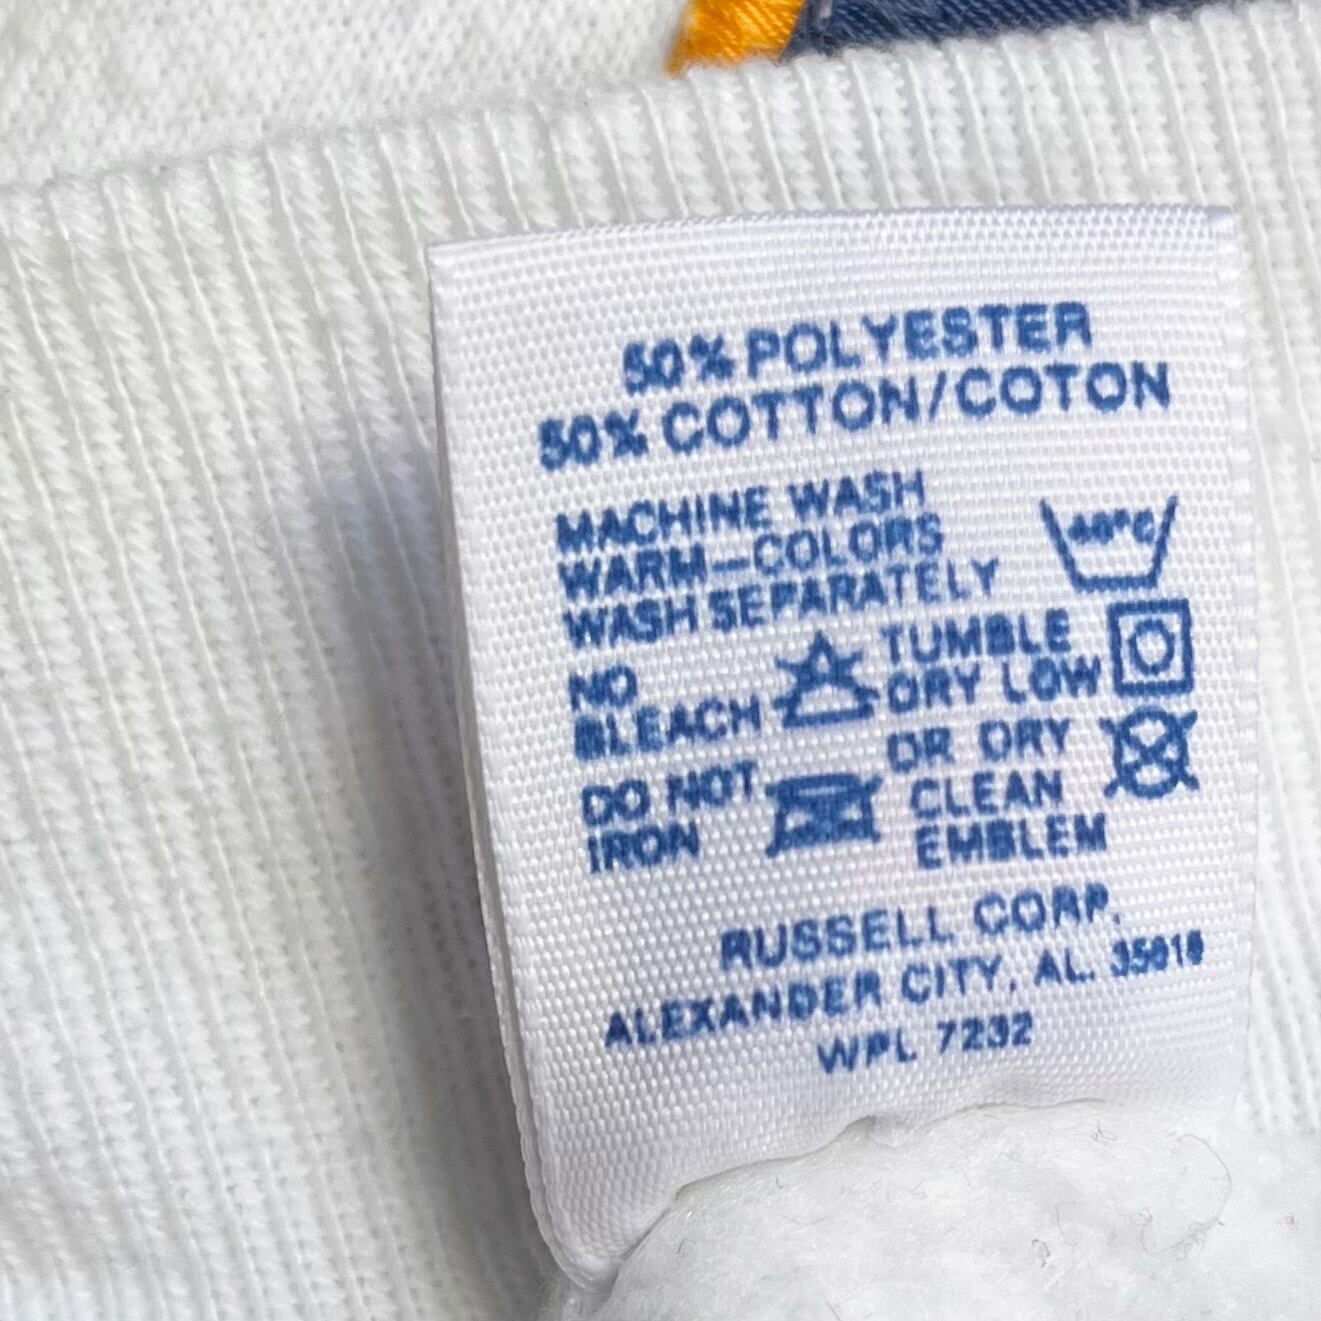 50% POLYESTER
50% COTTON/COTON
MACHINE WASH
WARM—COLORS
WASH SEPARATELY
40°C
NO
BLEACH
TUMBLE
DRY LOW
DO NOT
IRON
OR DRY
CLEAN
EMBLEM
RUSSELL CORP.
ALEXANDER CITY, AL. 35010
WPL 7232